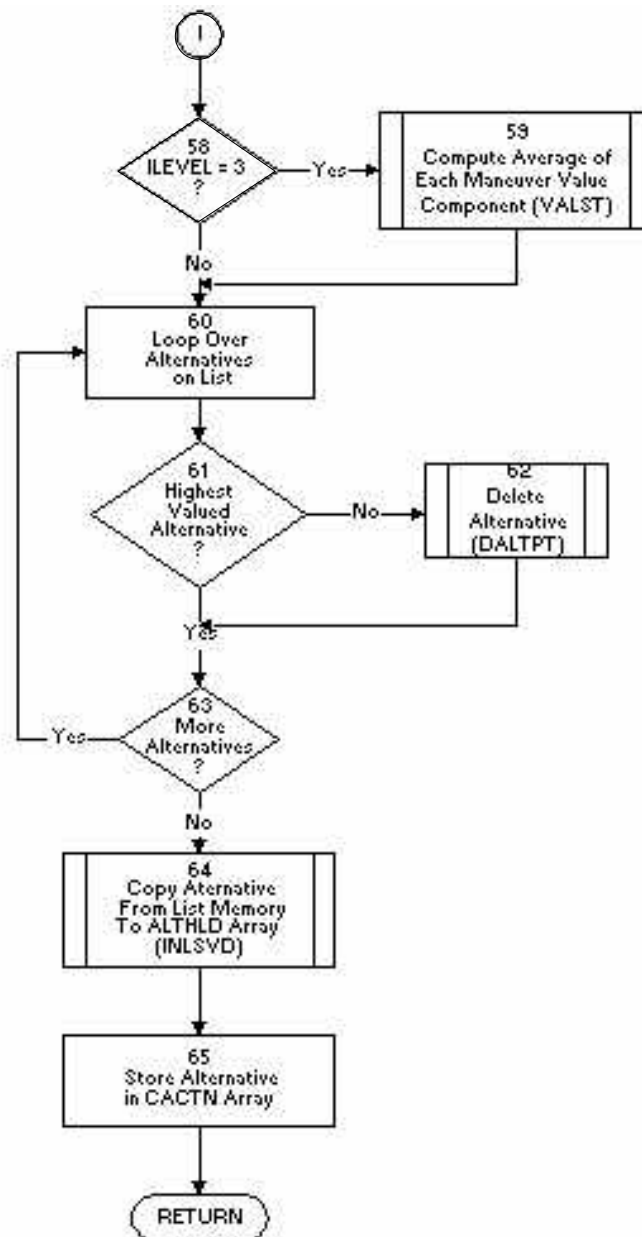 I
58
ILEVEL = 3
?
Yes
59
Compute Average of
Each Maneuver Value
Component (VALST)
No
60
Loop Over
Alternatives
on List
61
Highest
Valued
Alternative
?
No
62
Delete
Alternative
(DALTPT)
Yes
63
More
Alternatives
?
Yes
No
64
Copy Aternative
From List Memory
To ALTHLD Array
(INLSVD)
65
Store Alternative
in CACTN Array
RETURN